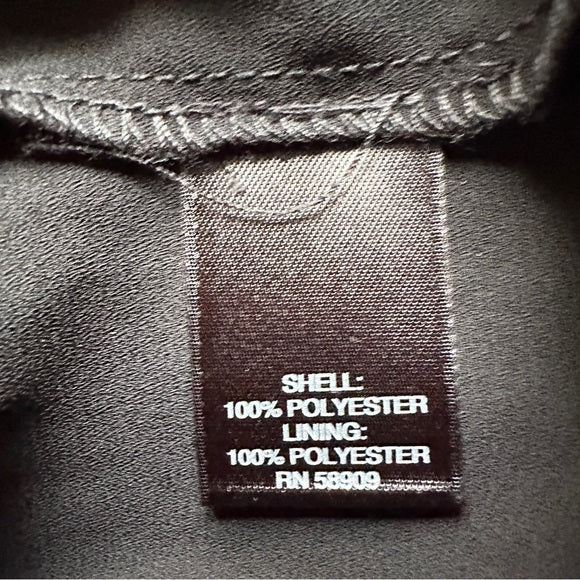 SHELL:
100% POLYESTER
LINING:
100% POLYESTER
RN 58909